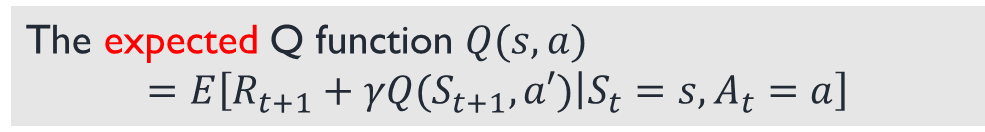 The expected Q function Q(s, a)
= E[R_{t+1} + γQ(S_{t+1}, a')|S_t = s, A_t = a]